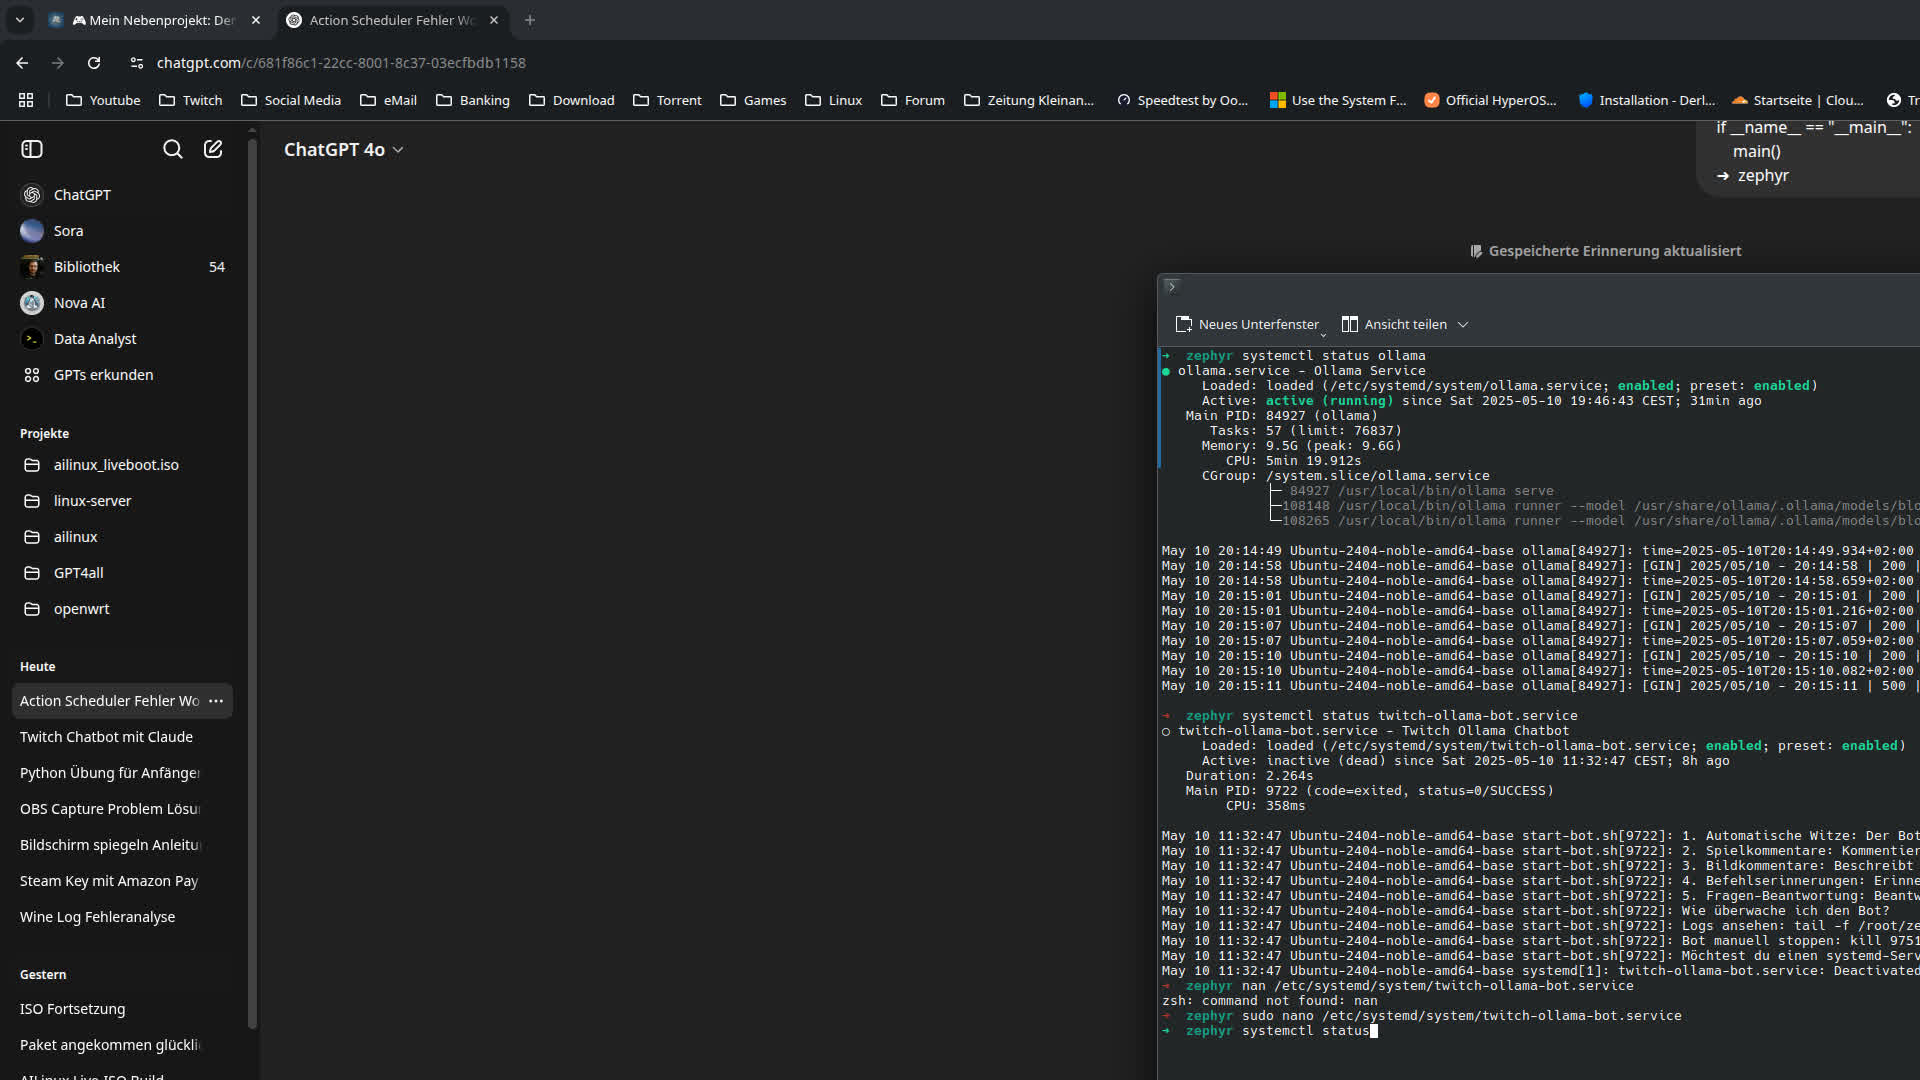 🎮 Mein Nebenprojekt: Der
Action Scheduler Fehler Wo
chatgpt.com/c/681f86c1-22cc-8001-8c37-03ecfbdb1158
Youtube Twitch Social Media eMail Banking Download Torrent Games Linux Forum Zeitung Kleinan... Speedtest by Oo... Use the System F... Official HyperOS... Installation - Derl... Startseite | Clou... Tr
ChatGPT 4o
if __name__ == "__main__":
main()
➜ zephyr
Gespeicherte Erinnerung aktualisiert
ChatGPT
Sora
Bibliothek 54
Nova AI
Data Analyst
GPTs erkunden
Projekte
ailinux_liveboot.iso
linux-server
ailinux
GPT4all
openwrt
Heute
Action Scheduler Fehler Wo ...
Twitch Chatbot mit Claude
Python Übung für Anfänger
OBS Capture Problem Lösu
Bildschirm spiegeln Anleitu
Steam Key mit Amazon Pay
Wine Log Fehleranalyse
Gestern
ISO Fortsetzung
Paket angekommen glückli
AILinux Live ISO Build
Neues Unterfenster Ansicht teilen
➜ zephyr systemctl status ollama
● ollama.service - Ollama Service
Loaded: loaded (/etc/systemd/system/ollama.service; enabled; preset: enabled)
Active: active (running) since Sat 2025-05-10 19:46:43 CEST; 31min ago
Main PID: 84927 (ollama)
Tasks: 57 (limit: 76837)
Memory: 9.5G (peak: 9.6G)
CPU: 5min 19.912s
CGroup: /system.slice/ollama.service
├─ 84927 /usr/local/bin/ollama serve
├─108148 /usr/local/bin/ollama runner --model /usr/share/ollama/.ollama/models/blo
└─108265 /usr/local/bin/ollama runner --model /usr/share/ollama/.ollama/models/blo
May 10 20:14:49 Ubuntu-2404-noble-amd64-base ollama[84927]: time=2025-05-10T20:14:49.934+02:00
May 10 20:14:58 Ubuntu-2404-noble-amd64-base ollama[84927]: [GIN] 2025/05/10 - 20:14:58 | 200 |
May 10 20:14:58 Ubuntu-2404-noble-amd64-base ollama[84927]: time=2025-05-10T20:14:58.659+02:00
May 10 20:15:01 Ubuntu-2404-noble-amd64-base ollama[84927]: [GIN] 2025/05/10 - 20:15:01 | 200 |
May 10 20:15:01 Ubuntu-2404-noble-amd64-base ollama[84927]: time=2025-05-10T20:15:01.216+02:00
May 10 20:15:07 Ubuntu-2404-noble-amd64-base ollama[84927]: [GIN] 2025/05/10 - 20:15:07 | 200 |
May 10 20:15:07 Ubuntu-2404-noble-amd64-base ollama[84927]: time=2025-05-10T20:15:07.059+02:00
May 10 20:15:10 Ubuntu-2404-noble-amd64-base ollama[84927]: [GIN] 2025/05/10 - 20:15:10 | 200 |
May 10 20:15:10 Ubuntu-2404-noble-amd64-base ollama[84927]: time=2025-05-10T20:15:10.082+02:00
May 10 20:15:11 Ubuntu-2404-noble-amd64-base ollama[84927]: [GIN] 2025/05/10 - 20:15:11 | 500 |
➜ zephyr systemctl status twitch-ollama-bot.service
○ twitch-ollama-bot.service - Twitch Ollama Chatbot
Loaded: loaded (/etc/systemd/system/twitch-ollama-bot.service; enabled; preset: enabled)
Active: inactive (dead) since Sat 2025-05-10 11:32:47 CEST; 8h ago
Duration: 2.264s
Main PID: 9722 (code=exited, status=0/SUCCESS)
CPU: 358ms
May 10 11:32:47 Ubuntu-2404-noble-amd64-base start-bot.sh[9722]: 1. Automatische Witze: Der Bot
May 10 11:32:47 Ubuntu-2404-noble-amd64-base start-bot.sh[9722]: 2. Spielkommentare: Kommentier
May 10 11:32:47 Ubuntu-2404-noble-amd64-base start-bot.sh[9722]: 3. Bildkommentare: Beschreibt
May 10 11:32:47 Ubuntu-2404-noble-amd64-base start-bot.sh[9722]: 4. Befehlserinnerungen: Erinne
May 10 11:32:47 Ubuntu-2404-noble-amd64-base start-bot.sh[9722]: 5. Fragen-Beantwortung: Beantw
May 10 11:32:47 Ubuntu-2404-noble-amd64-base start-bot.sh[9722]: Wie überwache ich den Bot?
May 10 11:32:47 Ubuntu-2404-noble-amd64-base start-bot.sh[9722]: Logs ansehen: tail -f /root/ze
May 10 11:32:47 Ubuntu-2404-noble-amd64-base start-bot.sh[9722]: Bot manuell stoppen: kill 9751
May 10 11:32:47 Ubuntu-2404-noble-amd64-base start-bot.sh[9722]: Möchtest du einen systemd-Serv
May 10 11:32:47 Ubuntu-2404-noble-amd64-base systemd[1]: twitch-ollama-bot.service: Deactivated
➜ zephyr nan /etc/systemd/system/twitch-ollama-bot.service
zsh: command not found: nan
➜ zephyr sudo nano /etc/systemd/system/twitch-ollama-bot.service
➜ zephyr systemctl status